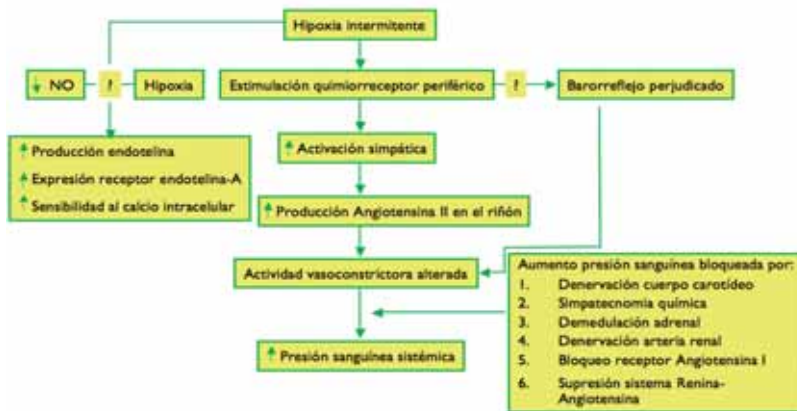 Hipoxia intermitente
↓ NO
?
Hipoxia
Estimulación quimiorreceptor periférico
?
Barorreflejo perjudicado
↑ Producción endotelina
↑ Expresión receptor endotelina-A
↑ Sensibilidad al calcio intracelular
↑ Activación simpática
↑ Producción Angiotensina II en el riñón
Actividad vasoconstrictora alterada
↑ Presión sanguínea sistémica
Aumento presión sanguínea bloqueada por:
1. Denervación cuerpo carotídeo
2. Simpatecnomia química
3. Demedulación adrenal
4. Denervación artería renal
5. Bloqueo receptor Angiotensina I
6. Supresión sistema Renina-
Angiotensina